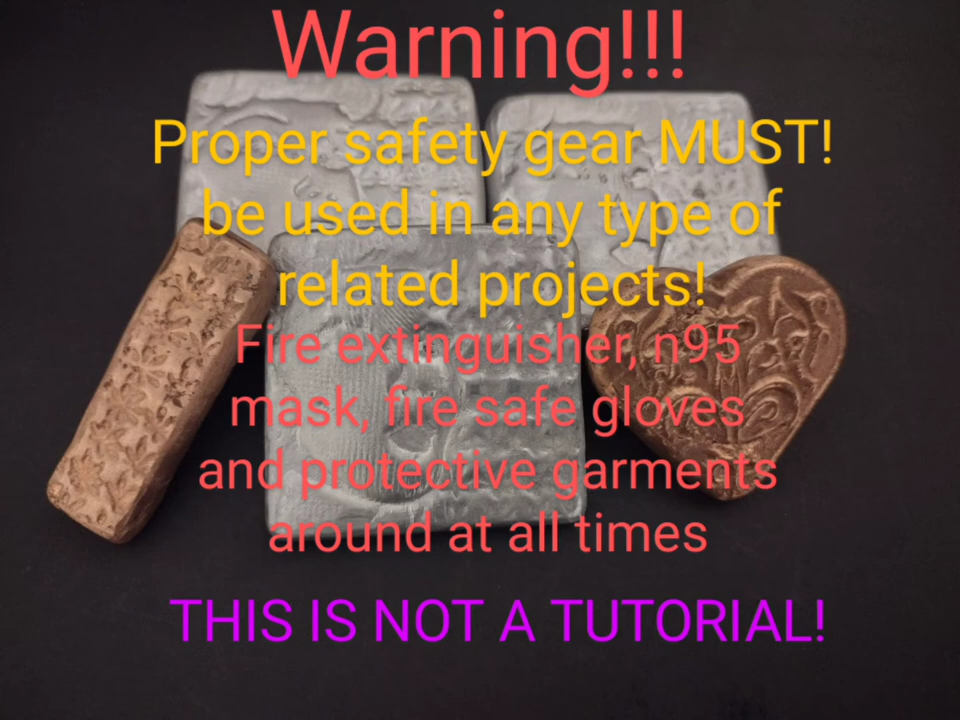 Warning!!!
Proper safety gear MUST!
be used in any type of
related projects!
Fire extinguisher, n95
mask, fire safe gloves
and protective garments
around at all times
THIS IS NOT A TUTORIAL!